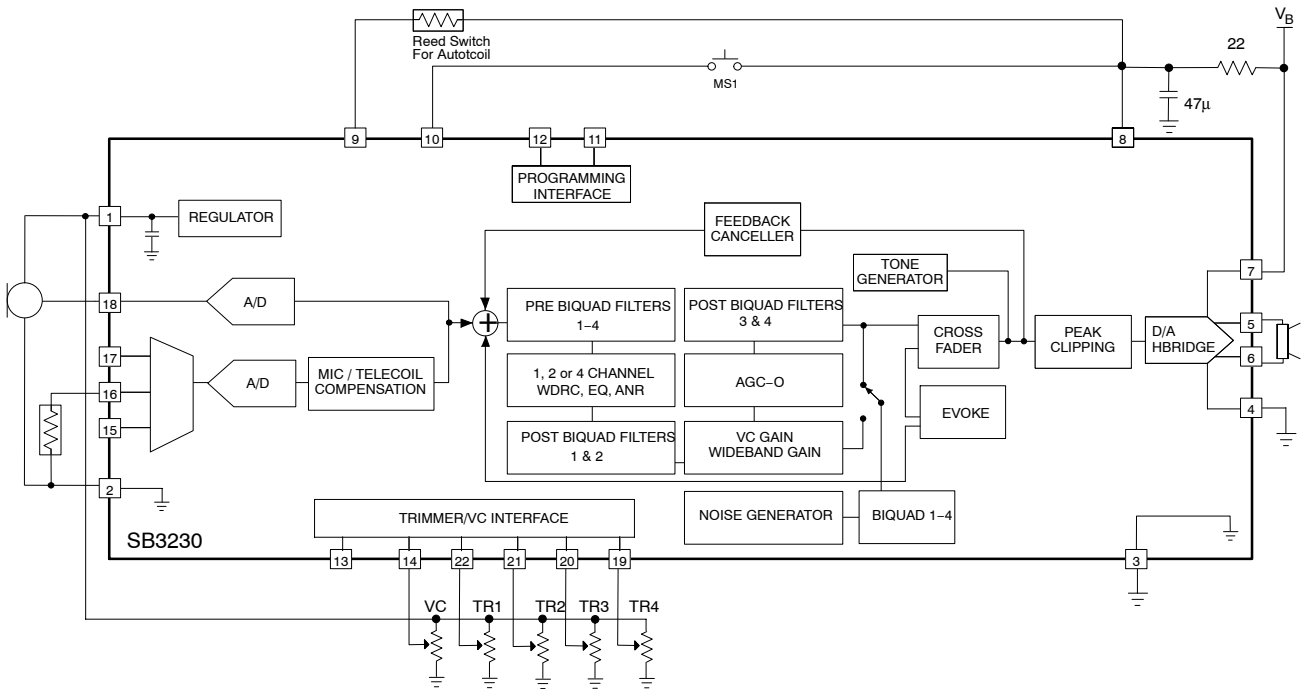 Reed Switch
For Autotcoil
MS1
V_B
22
47µ
9
10
12
11
8
PROGRAMMING
INTERFACE
1
REGULATOR
FEEDBACK
CANCELLER
TONE
GENERATOR
7
18
A/D
PRE BIQUAD FILTERS
1−4
POST BIQUAD FILTERS
3 & 4
CROSS
FADER
PEAK
CLIPPING
D/A
HBRIDGE
5
6
17
16
15
A/D
MIC / TELECOIL
COMPENSATION
1, 2 or 4 CHANNEL
WDRC, EQ, ANR
AGC−O
EVOKE
4
POST BIQUAD FILTERS
1 & 2
VC GAIN
WIDEBAND GAIN
2
NOISE GENERATOR
BIQUAD 1−4
TRIMMER/VC INTERFACE
SB3230
13
14
22
21
20
19
3
VC
TR1
TR2
TR3
TR4